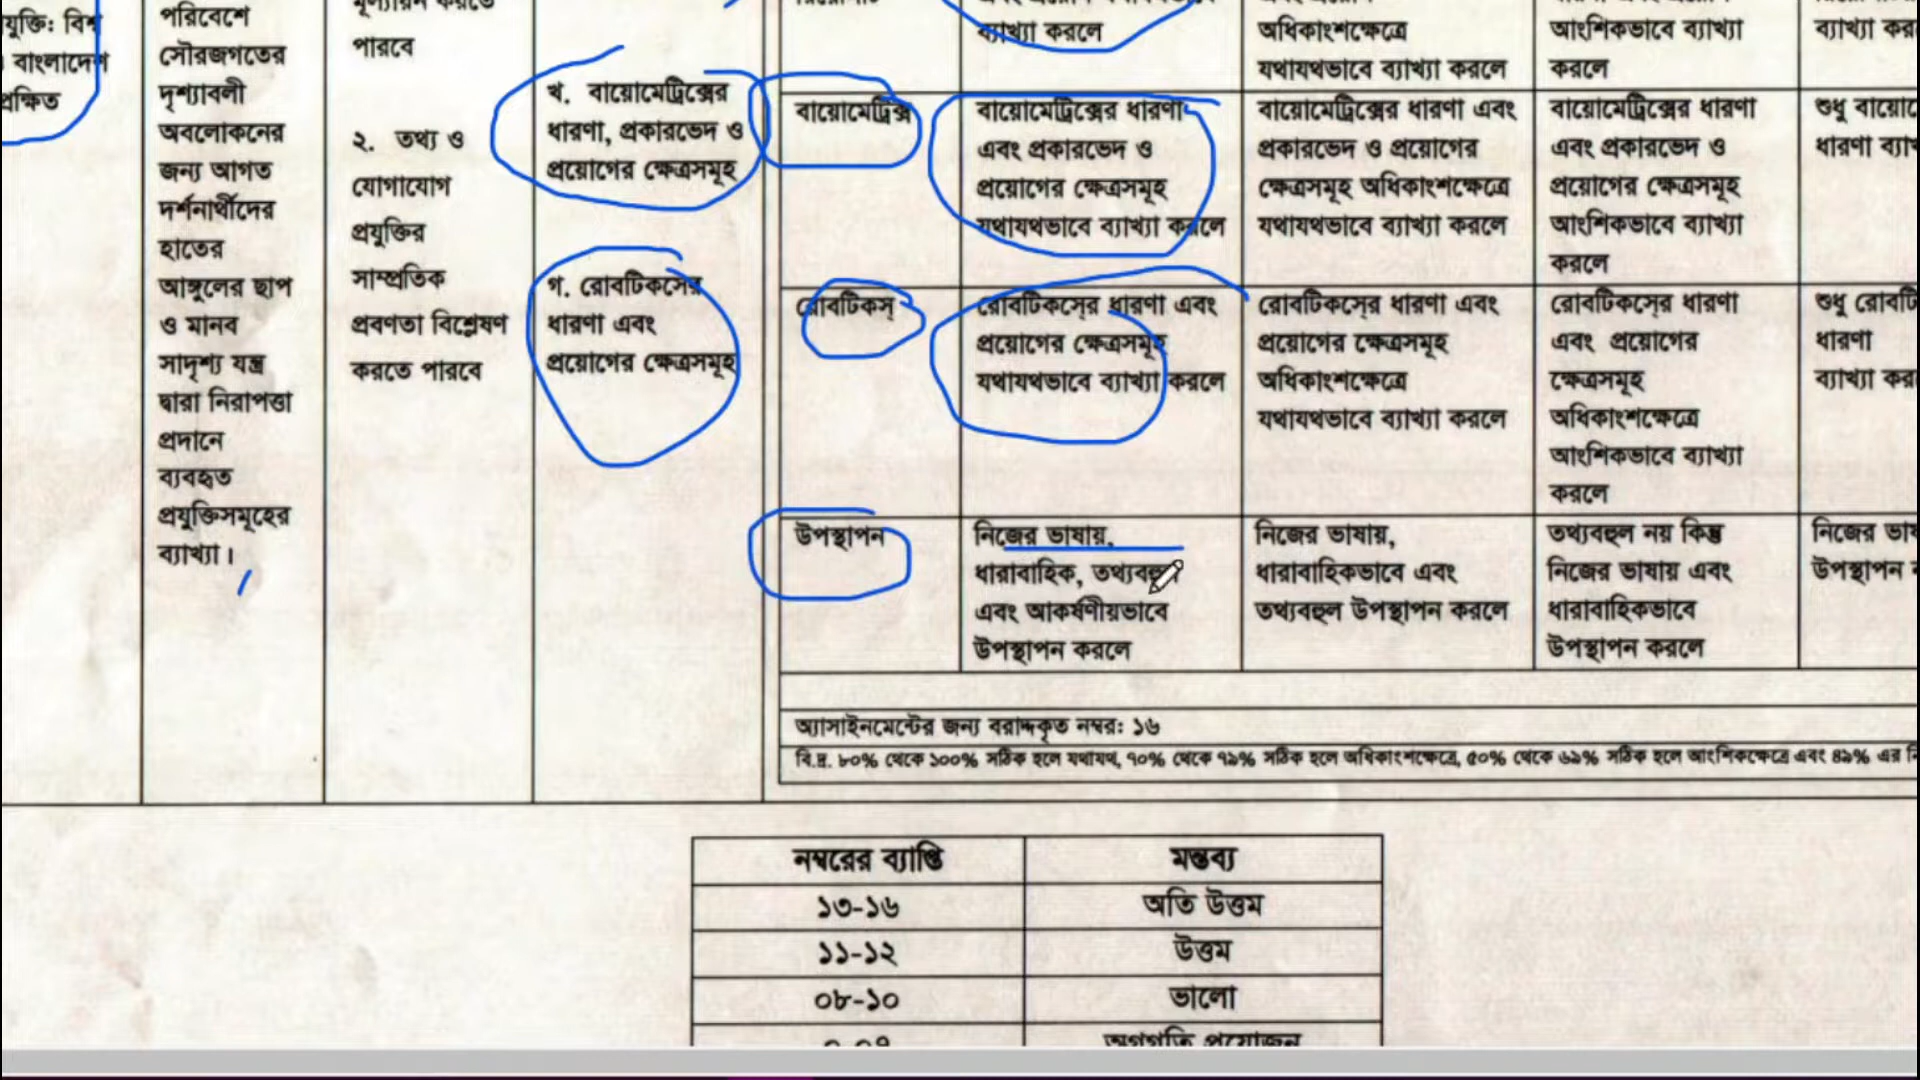 যুক্তি: বিশ্ব
বাংলাদেশ
প্রেক্ষিত
পরিবেশে
সৌরজগতের
দৃশ্যাবলী
অবলোকনের
জন্য আগত
দর্শনার্থীদের
হাতের
আঙ্গুলের ছাপ
ও মানব
সাদৃশ্য যন্ত্র
দ্বারা নিরাপত্তা
প্রদানে
ব্যবহৃত
প্রযুক্তিসমূহের
ব্যাখ্যা।
পারবে
২. তথ্য ও
যোগাযোগ
প্রযুক্তির
সাম্প্রতিক
প্রবণতা বিশ্লেষণ
করতে পারবে
খ. বায়োমেট্রিক্সের
ধারণা, প্রকারভেদ ও
প্রয়োগের ক্ষেত্রসমূহ
গ. রোবটিকসের
ধারণা এবং
প্রয়োগের ক্ষেত্রসমূহ
ব্যাখ্যা করলে
অধিকাংশক্ষেত্রে
যথাযথভাবে ব্যাখ্যা করলে
আংশিকভাবে ব্যাখ্যা
করলে
ব্যাখ্যা কর
বায়োমেট্রিক্স
বায়োমেট্রিক্সের ধারণা
এবং প্রকারভেদ ও
প্রয়োগের ক্ষেত্রসমূহ
যথাযথভাবে ব্যাখ্যা করলে
বায়োমেট্রিক্সের ধারণা এবং
প্রকারভেদ ও প্রয়োগের
ক্ষেত্রসমূহ অধিকাংশক্ষেত্রে
যথাযথভাবে ব্যাখ্যা করলে
বায়োমেট্রিক্সের ধারণা
এবং প্রকারভেদ ও
প্রয়োগের ক্ষেত্রসমূহ
আংশিকভাবে ব্যাখ্যা
করলে
শুধু বায়ো
ধারণা ব্যা
রোবটিকস্
রোবটিকস্ের ধারণা এবং
প্রয়োগের ক্ষেত্রসমূহ
যথাযথভাবে ব্যাখ্যা করলে
রোবটিকস্ের ধারণা এবং
প্রয়োগের ক্ষেত্রসমূহ
অধিকাংশক্ষেত্রে
যথাযথভাবে ব্যাখ্যা করলে
রোবটিকস্ের ধারণা
এবং প্রয়োগের
ক্ষেত্রসমূহ
অধিকাংশক্ষেত্রে
আংশিকভাবে ব্যাখ্যা
করলে
শুধু রোবটি
ধারণা
ব্যাখ্যা কর
উপস্থাপন
নিজের ভাষায়,
ধারাবাহিক, তথ্যবহুল
এবং আকর্ষণীয়ভাবে
উপস্থাপন করলে
নিজের ভাষায়,
ধারাবাহিকভাবে এবং
তথ্যবহুল উপস্থাপন করলে
তথ্যবহুল নয় কিন্তু
নিজের ভাষায় এবং
ধারাবাহিকভাবে
উপস্থাপন করলে
নিজের ভা
উপস্থাপন
অ্যাসাইনমেন্টের জন্য বরাদ্দকৃত নম্বর: ১৬
বি.দ্র. ৮০% থেকে ১০০% সঠিক হলে যথাযথ, ৭০% থেকে ৭৯% সঠিক হলে অধিকাংশক্ষেত্রে, ৫০% থেকে ৬৯% সঠিক হলে আংশিকক্ষেত্রে এবং ৪৯% এর নি
নম্বরের ব্যাপ্তি মন্তব্য
১৩-১৬ অতি উত্তম
১১-১২ উত্তম
০৮-১০ ভালো
অগ্রগতি প্রয়োজন